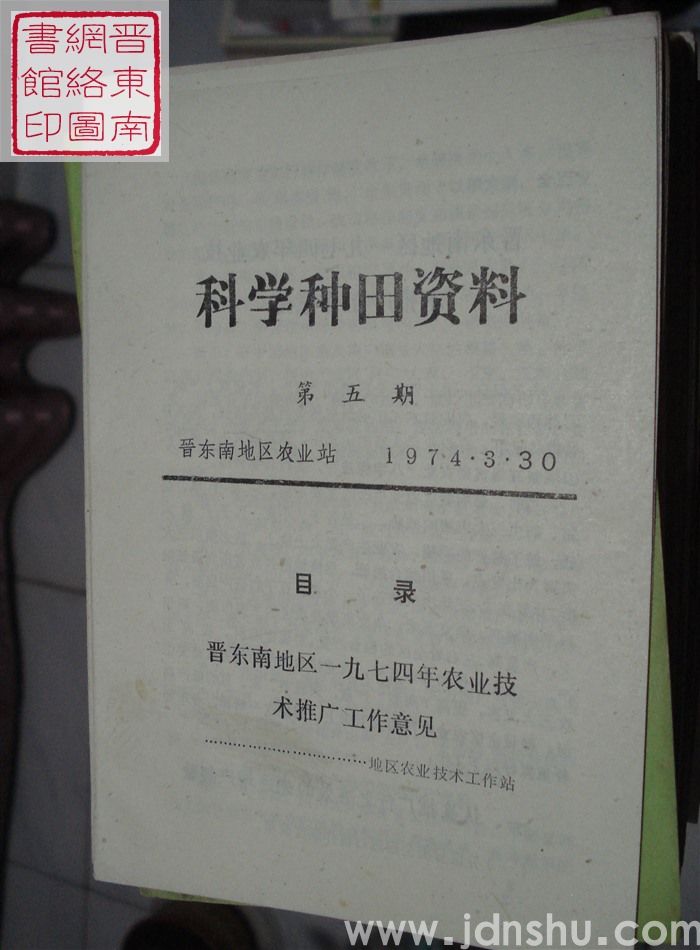 晋東南
網絡圖
書館印
科学种田资料
第五期
晋东南地区农业站 1974·3·30
目 录
晋东南地区一九七四年农业技
术推广工作意见
……………………………地区农业技术工作站
www.jdnshu.com